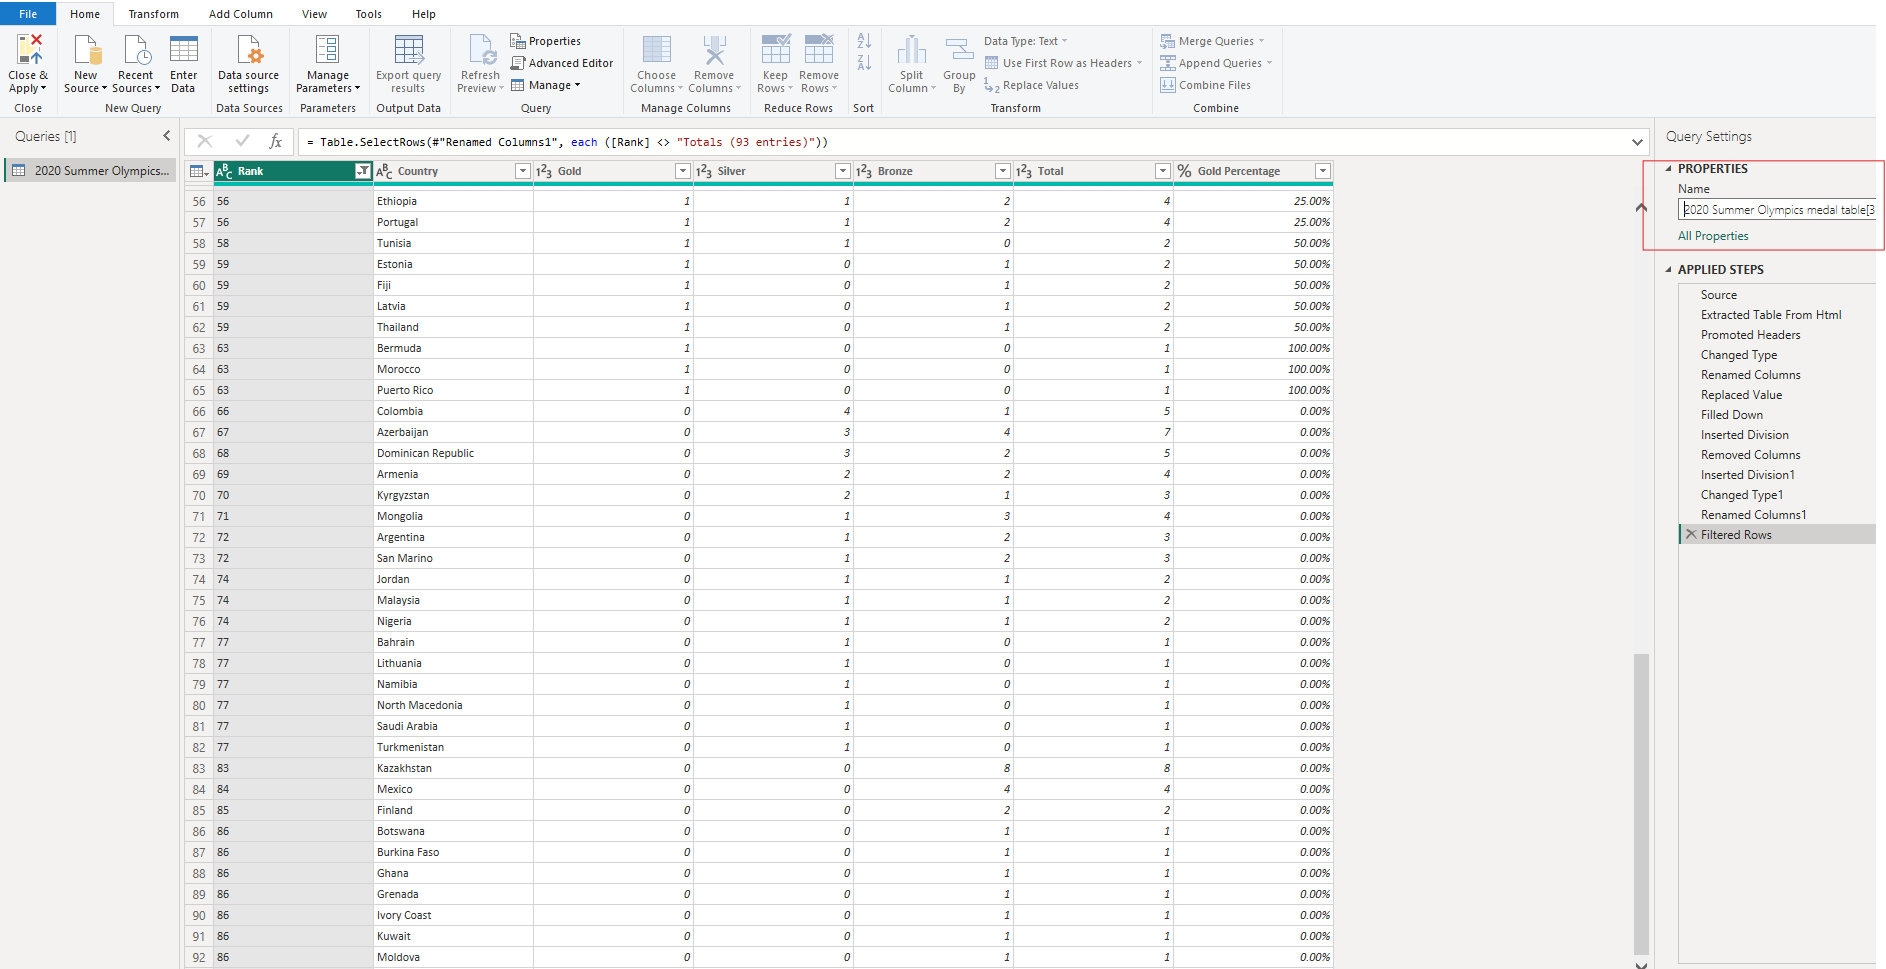 File Home Transform Add Column View Tools Help
Close & Apply New Source Recent Sources Enter Data Data source settings Manage Parameters Export query results Refresh Preview Properties Advanced Editor Manage Choose Columns Remove Columns Keep Rows Remove Rows Split Column Group By Data Type: Text Use First Row as Headers Replace Values Merge Queries Append Queries Combine Files
Close New Query Data Sources Parameters Output Data Query Manage Columns Reduce Rows Sort Transform Combine
Queries [1]
2020 Summer Olympics...
fx = Table.SelectRows(#"Renamed Columns1", each ([Rank] <> "Totals (93 entries)"))
ABC Rank ABC Country 123 Gold 123 Silver 123 Bronze 123 Total % Gold Percentage
56 56 Ethiopia 1 1 2 4 25.00%
57 56 Portugal 1 1 2 4 25.00%
58 58 Tunisia 1 1 0 2 50.00%
59 59 Estonia 1 0 1 2 50.00%
60 59 Fiji 1 0 1 2 50.00%
61 59 Latvia 1 0 1 2 50.00%
62 59 Thailand 1 0 1 2 50.00%
63 63 Bermuda 1 0 0 1 100.00%
64 63 Morocco 1 0 0 1 100.00%
65 63 Puerto Rico 1 0 0 1 100.00%
66 66 Colombia 0 4 1 5 0.00%
67 67 Azerbaijan 0 3 4 7 0.00%
68 68 Dominican Republic 0 3 2 5 0.00%
69 69 Armenia 0 2 2 4 0.00%
70 70 Kyrgyzstan 0 2 1 3 0.00%
71 71 Mongolia 0 1 3 4 0.00%
72 72 Argentina 0 1 2 3 0.00%
73 72 San Marino 0 1 2 3 0.00%
74 74 Jordan 0 1 1 2 0.00%
75 74 Malaysia 0 1 1 2 0.00%
76 74 Nigeria 0 1 1 2 0.00%
77 77 Bahrain 0 1 0 1 0.00%
78 77 Lithuania 0 1 0 1 0.00%
79 77 Namibia 0 1 0 1 0.00%
80 77 North Macedonia 0 1 0 1 0.00%
81 77 Saudi Arabia 0 1 0 1 0.00%
82 77 Turkmenistan 0 1 0 1 0.00%
83 83 Kazakhstan 0 0 8 8 0.00%
84 84 Mexico 0 0 4 4 0.00%
85 85 Finland 0 0 2 2 0.00%
86 86 Botswana 0 0 1 1 0.00%
87 86 Burkina Faso 0 0 1 1 0.00%
88 86 Ghana 0 0 1 1 0.00%
89 86 Grenada 0 0 1 1 0.00%
90 86 Ivory Coast 0 0 1 1 0.00%
91 86 Kuwait 0 0 1 1 0.00%
92 86 Moldova 0 0 1 1 0.00%
Query Settings
PROPERTIES
Name
2020 Summer Olympics medal table[3
All Properties
APPLIED STEPS
Source
Extracted Table From Html
Promoted Headers
Changed Type
Renamed Columns
Replaced Value
Filled Down
Inserted Division
Removed Columns
Inserted Division1
Changed Type1
Renamed Columns1
Filtered Rows